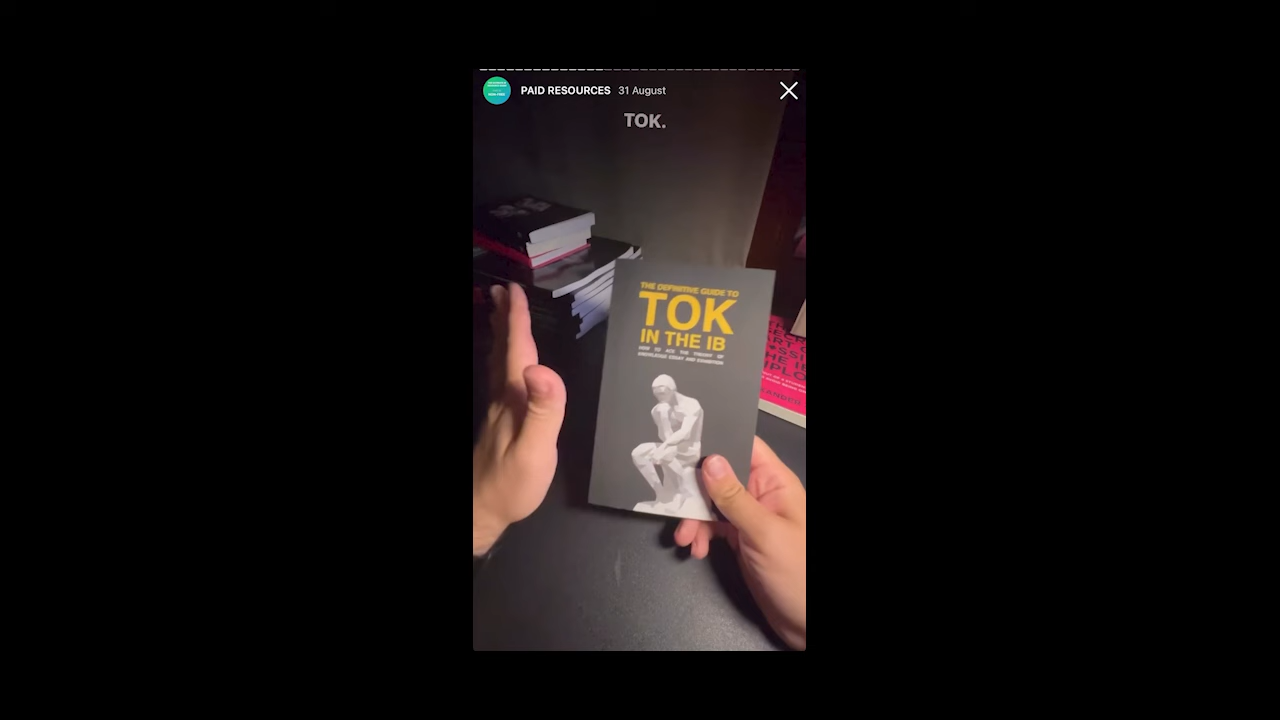 PAID RESOURCES 31 August
TOK.
THE DEFINITIVE GUIDE TO
TOK
IN THE IB
HOW TO ACE THE THEORY OF
KNOWLEDGE ESSAY AND EXHIBITION